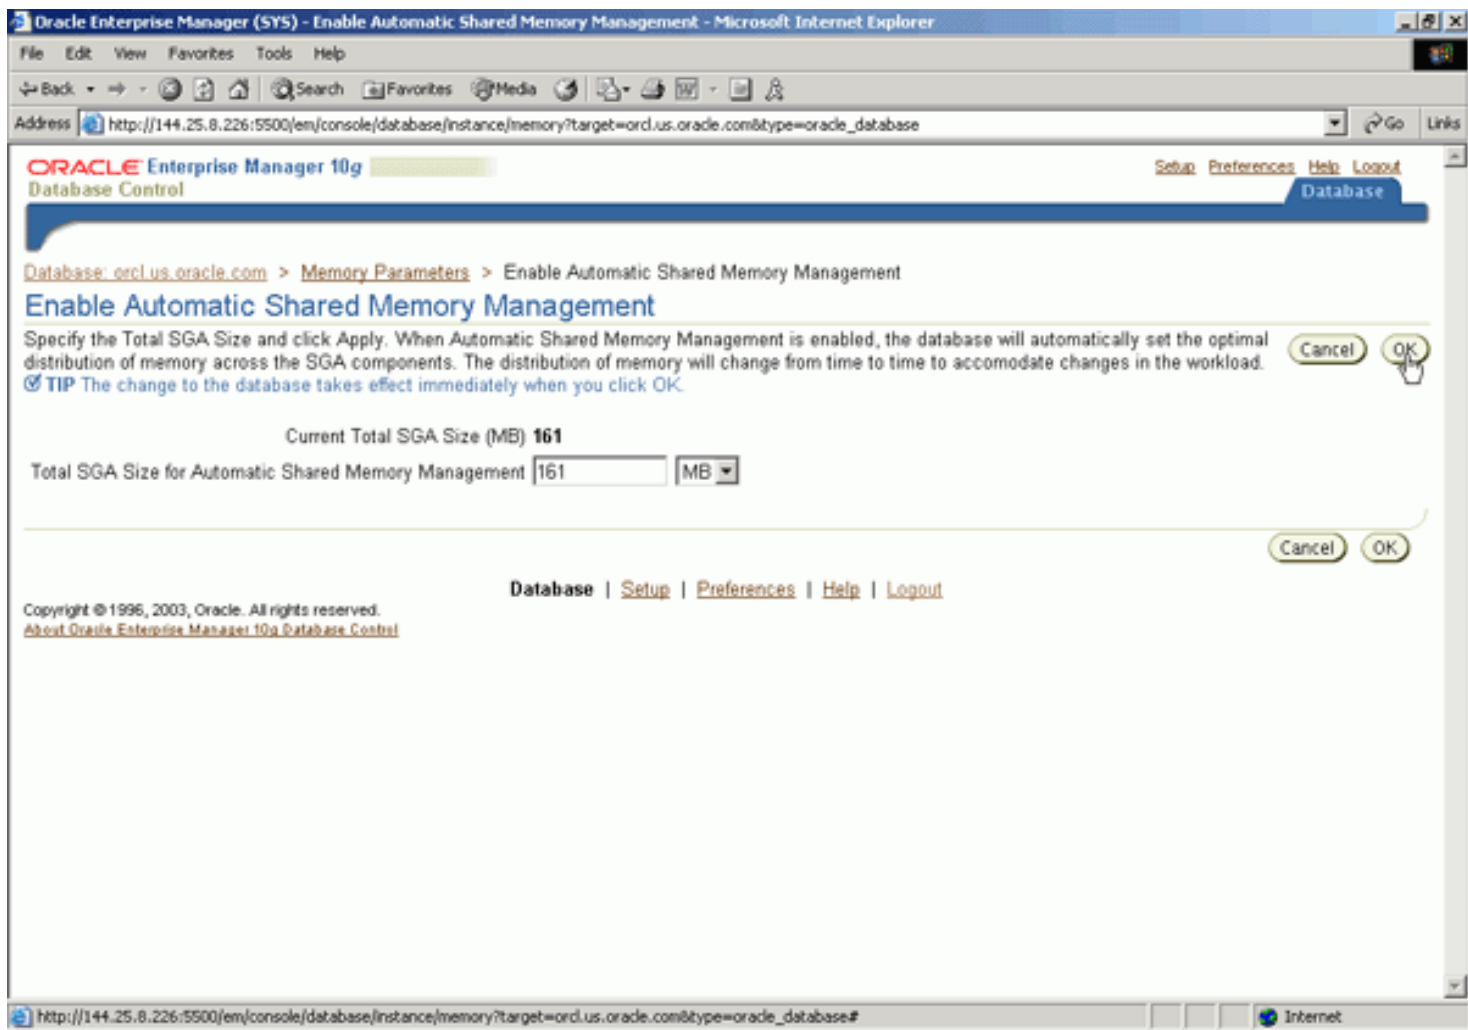 Oracle Enterprise Manager (SYS) - Enable Automatic Shared Memory Management - Microsoft Internet Explorer
File Edit View Favorites Tools Help
Back Search Favorites Media
Address http://144.25.8.226:5500/em/console/database/instance/memory?target=orcl.us.oracle.com&type=oracle_database Go Links
ORACLE Enterprise Manager 10g
Setup Preferences Help Logout
Database Control
Database
Database: orcl.us.oracle.com > Memory Parameters > Enable Automatic Shared Memory Management
Enable Automatic Shared Memory Management
Specify the Total SGA Size and click Apply. When Automatic Shared Memory Management is enabled, the database will automatically set the optimal
distribution of memory across the SGA components. The distribution of memory will change from time to time to accomodate changes in the workload.
Cancel OK
TIP The change to the database takes effect immediately when you click OK.
Current Total SGA Size (MB) 161
Total SGA Size for Automatic Shared Memory Management 161 MB
Cancel OK
Database | Setup | Preferences | Help | Logout
Copyright © 1996, 2003, Oracle. All rights reserved.
About Oracle Enterprise Manager 10g Database Control
http://144.25.8.226:5500/em/console/database/instance/memory?target=orcl.us.oracle.com&type=oracle_database# Internet